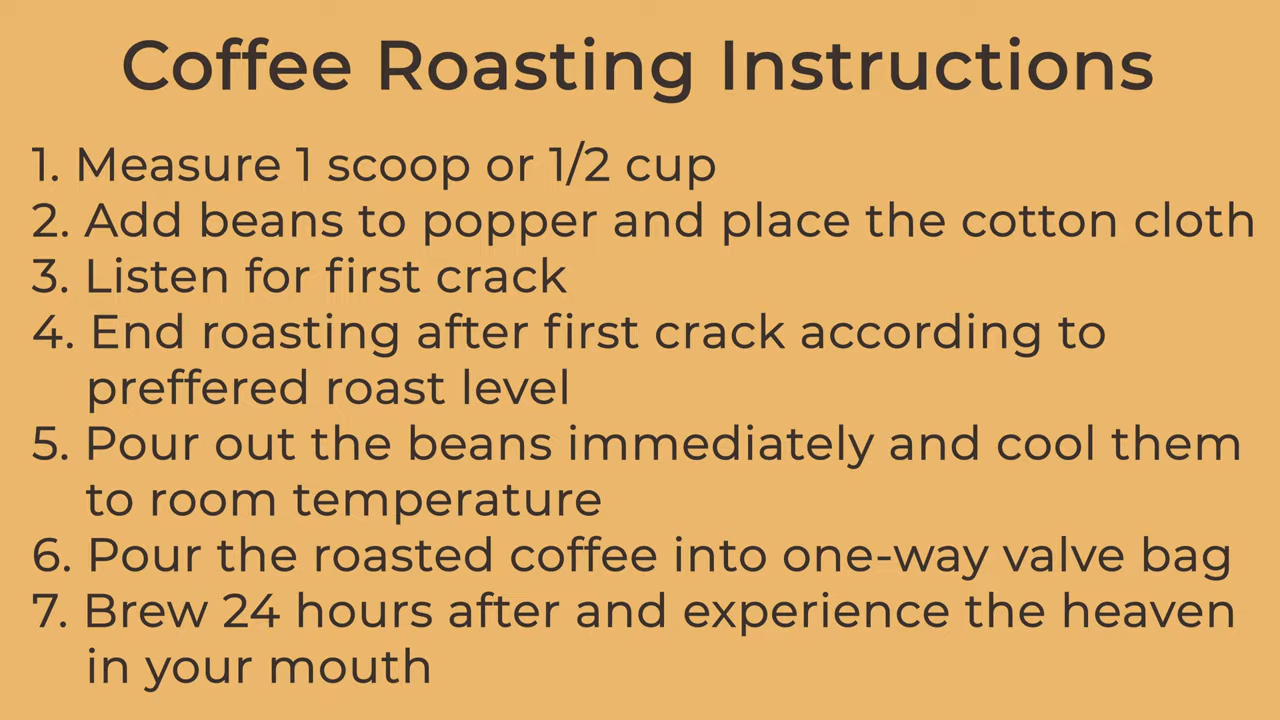 Coffee Roasting Instructions
1. Measure 1 scoop or 1/2 cup
2. Add beans to popper and place the cotton cloth
3. Listen for first crack
4. End roasting after first crack according to
preffered roast level
5. Pour out the beans immediately and cool them
to room temperature
6. Pour the roasted coffee into one-way valve bag
7. Brew 24 hours after and experience the heaven
in your mouth